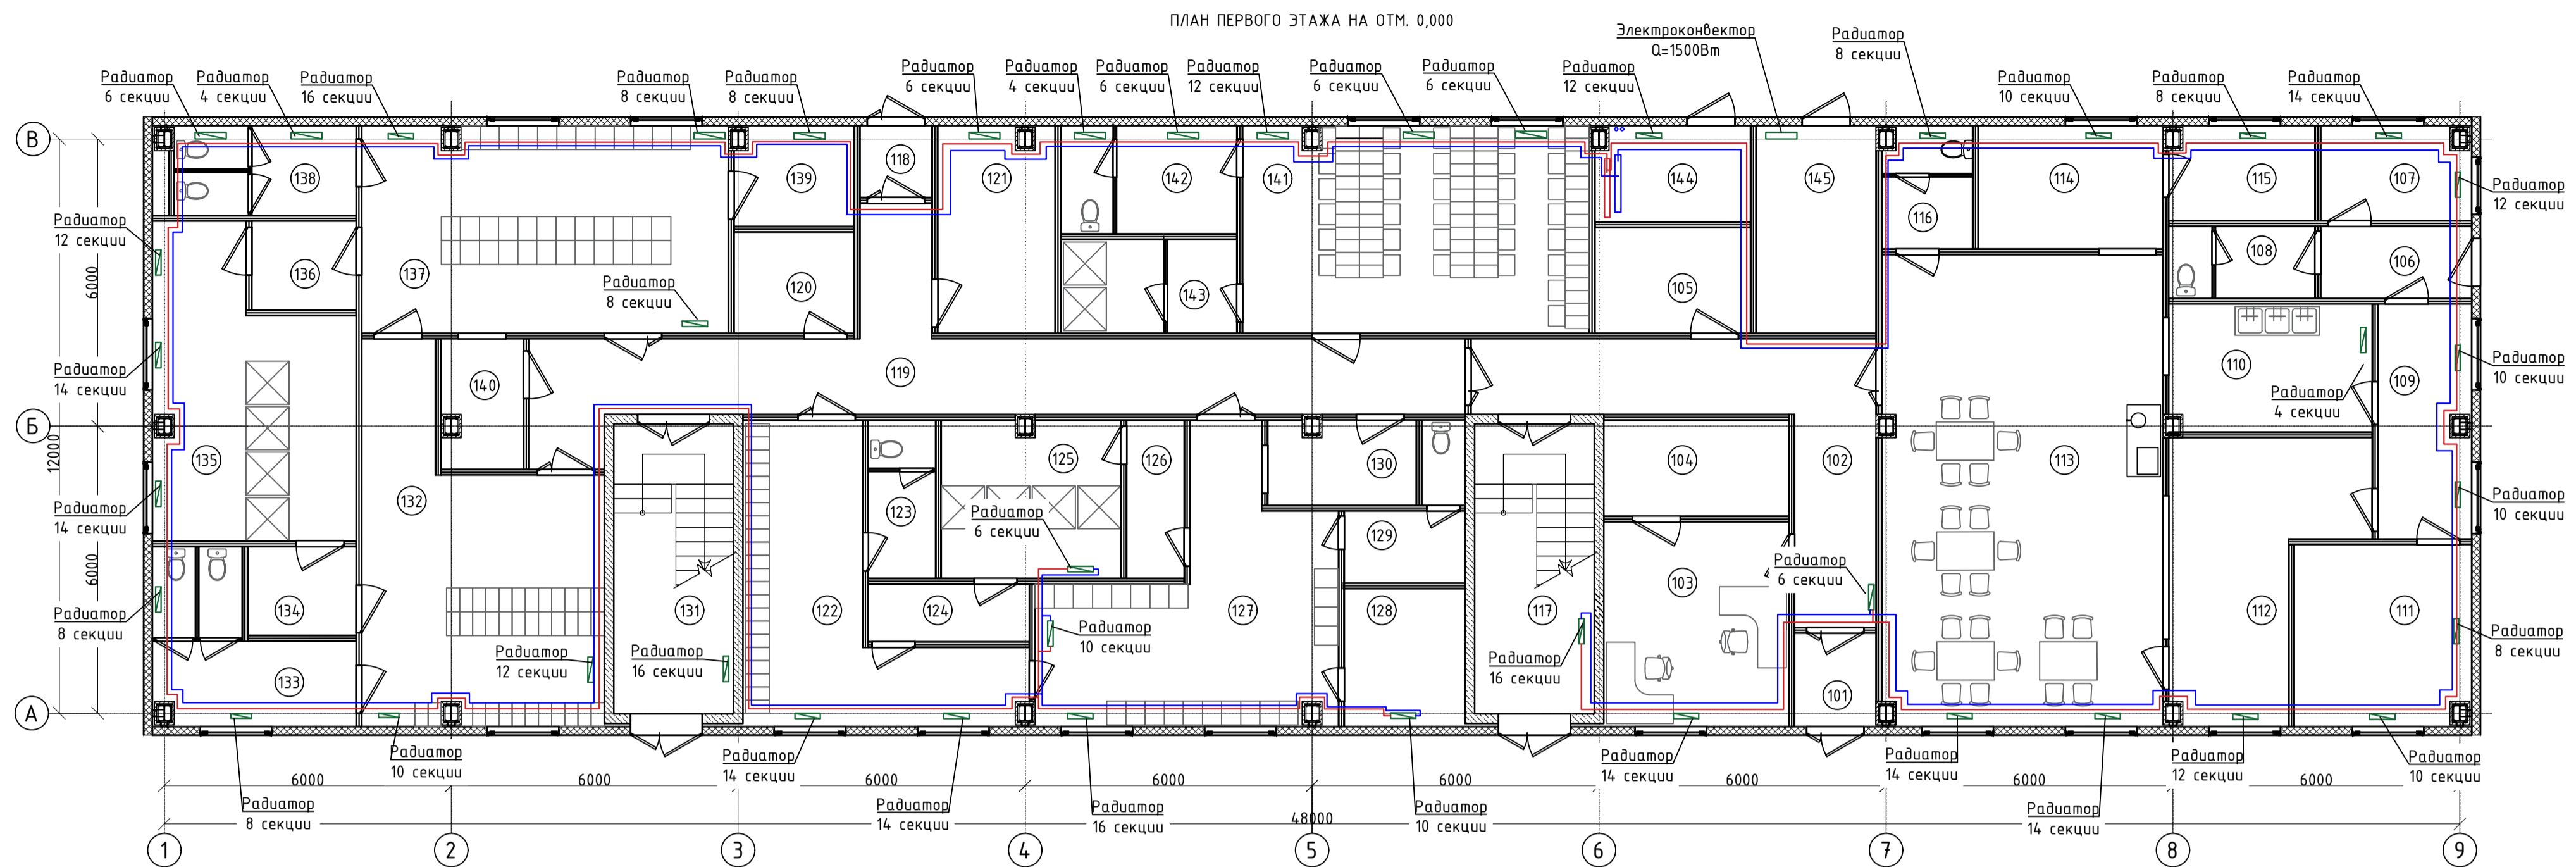 ПЛАН ПЕРВОГО ЭТАЖА НА ОТМ. 0,000
Электроконвектор
Q=1500Вт
Радиатор
8 секции
Радиатор
6 секции
Радиатор
4 секции
Радиатор
16 секции
Радиатор
8 секции
Радиатор
8 секции
Радиатор
6 секции
Радиатор
4 секции
Радиатор
6 секции
Радиатор
12 секции
Радиатор
6 секции
Радиатор
6 секции
Радиатор
12 секции
Радиатор
10 секции
Радиатор
8 секции
Радиатор
14 секции
В
138
118
139
121
142
141
144
145
114
115
107
116
Радиатор
12 секции
Радиатор
12 секции
6000
136
137
120
143
105
108
106
Радиатор
8 секции
Радиатор
14 секции
140
119
110
109
Радиатор
10 секции
Радиатор
4 секции
Б
12000
135
132
125
126
130
104
102
113
Радиатор
14 секции
123
Радиатор
6 секции
129
Радиатор
10 секции
6000
103
Радиатор
6 секции
Радиатор
8 секции
134
131
122
124
127
128
117
112
111
Радиатор
10 секции
Радиатор
8 секции
Радиатор
12 секции
Радиатор
16 секции
Радиатор
16 секции
133
101
А
Радиатор
10 секции
Радиатор
14 секции
Радиатор
14 секции
Радиатор
14 секции
Радиатор
12 секции
Радиатор
10 секции
6000
6000
6000
6000
6000
6000
6000
6000
Радиатор
8 секции
Радиатор
14 секции
Радиатор
16 секции
Радиатор
10 секции
Радиатор
14 секции
48000
1
2
3
4
5
6
7
8
9